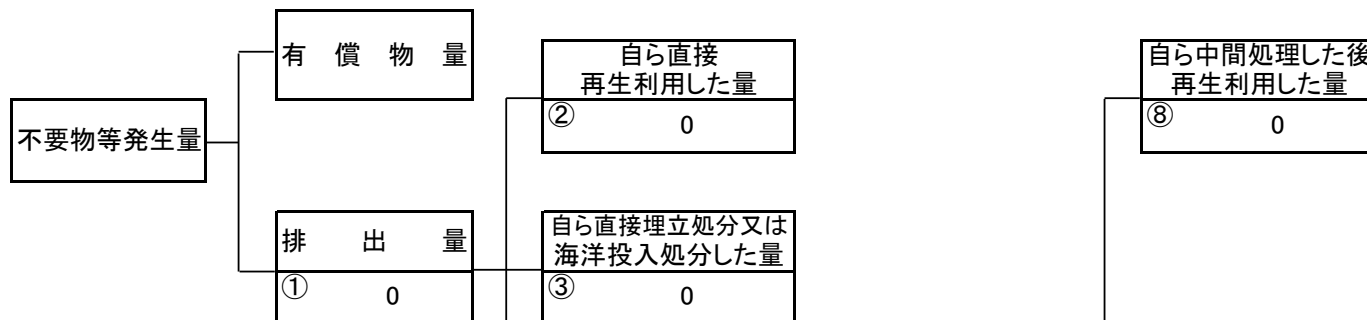 有償物量
自ら直接
再生利用した量
②
0
自ら中間処理した後
再生利用した量
⑧
0
不要物等発生量
排出量
①
0
自ら直接埋立処分又は
海洋投入処分した量
③
0